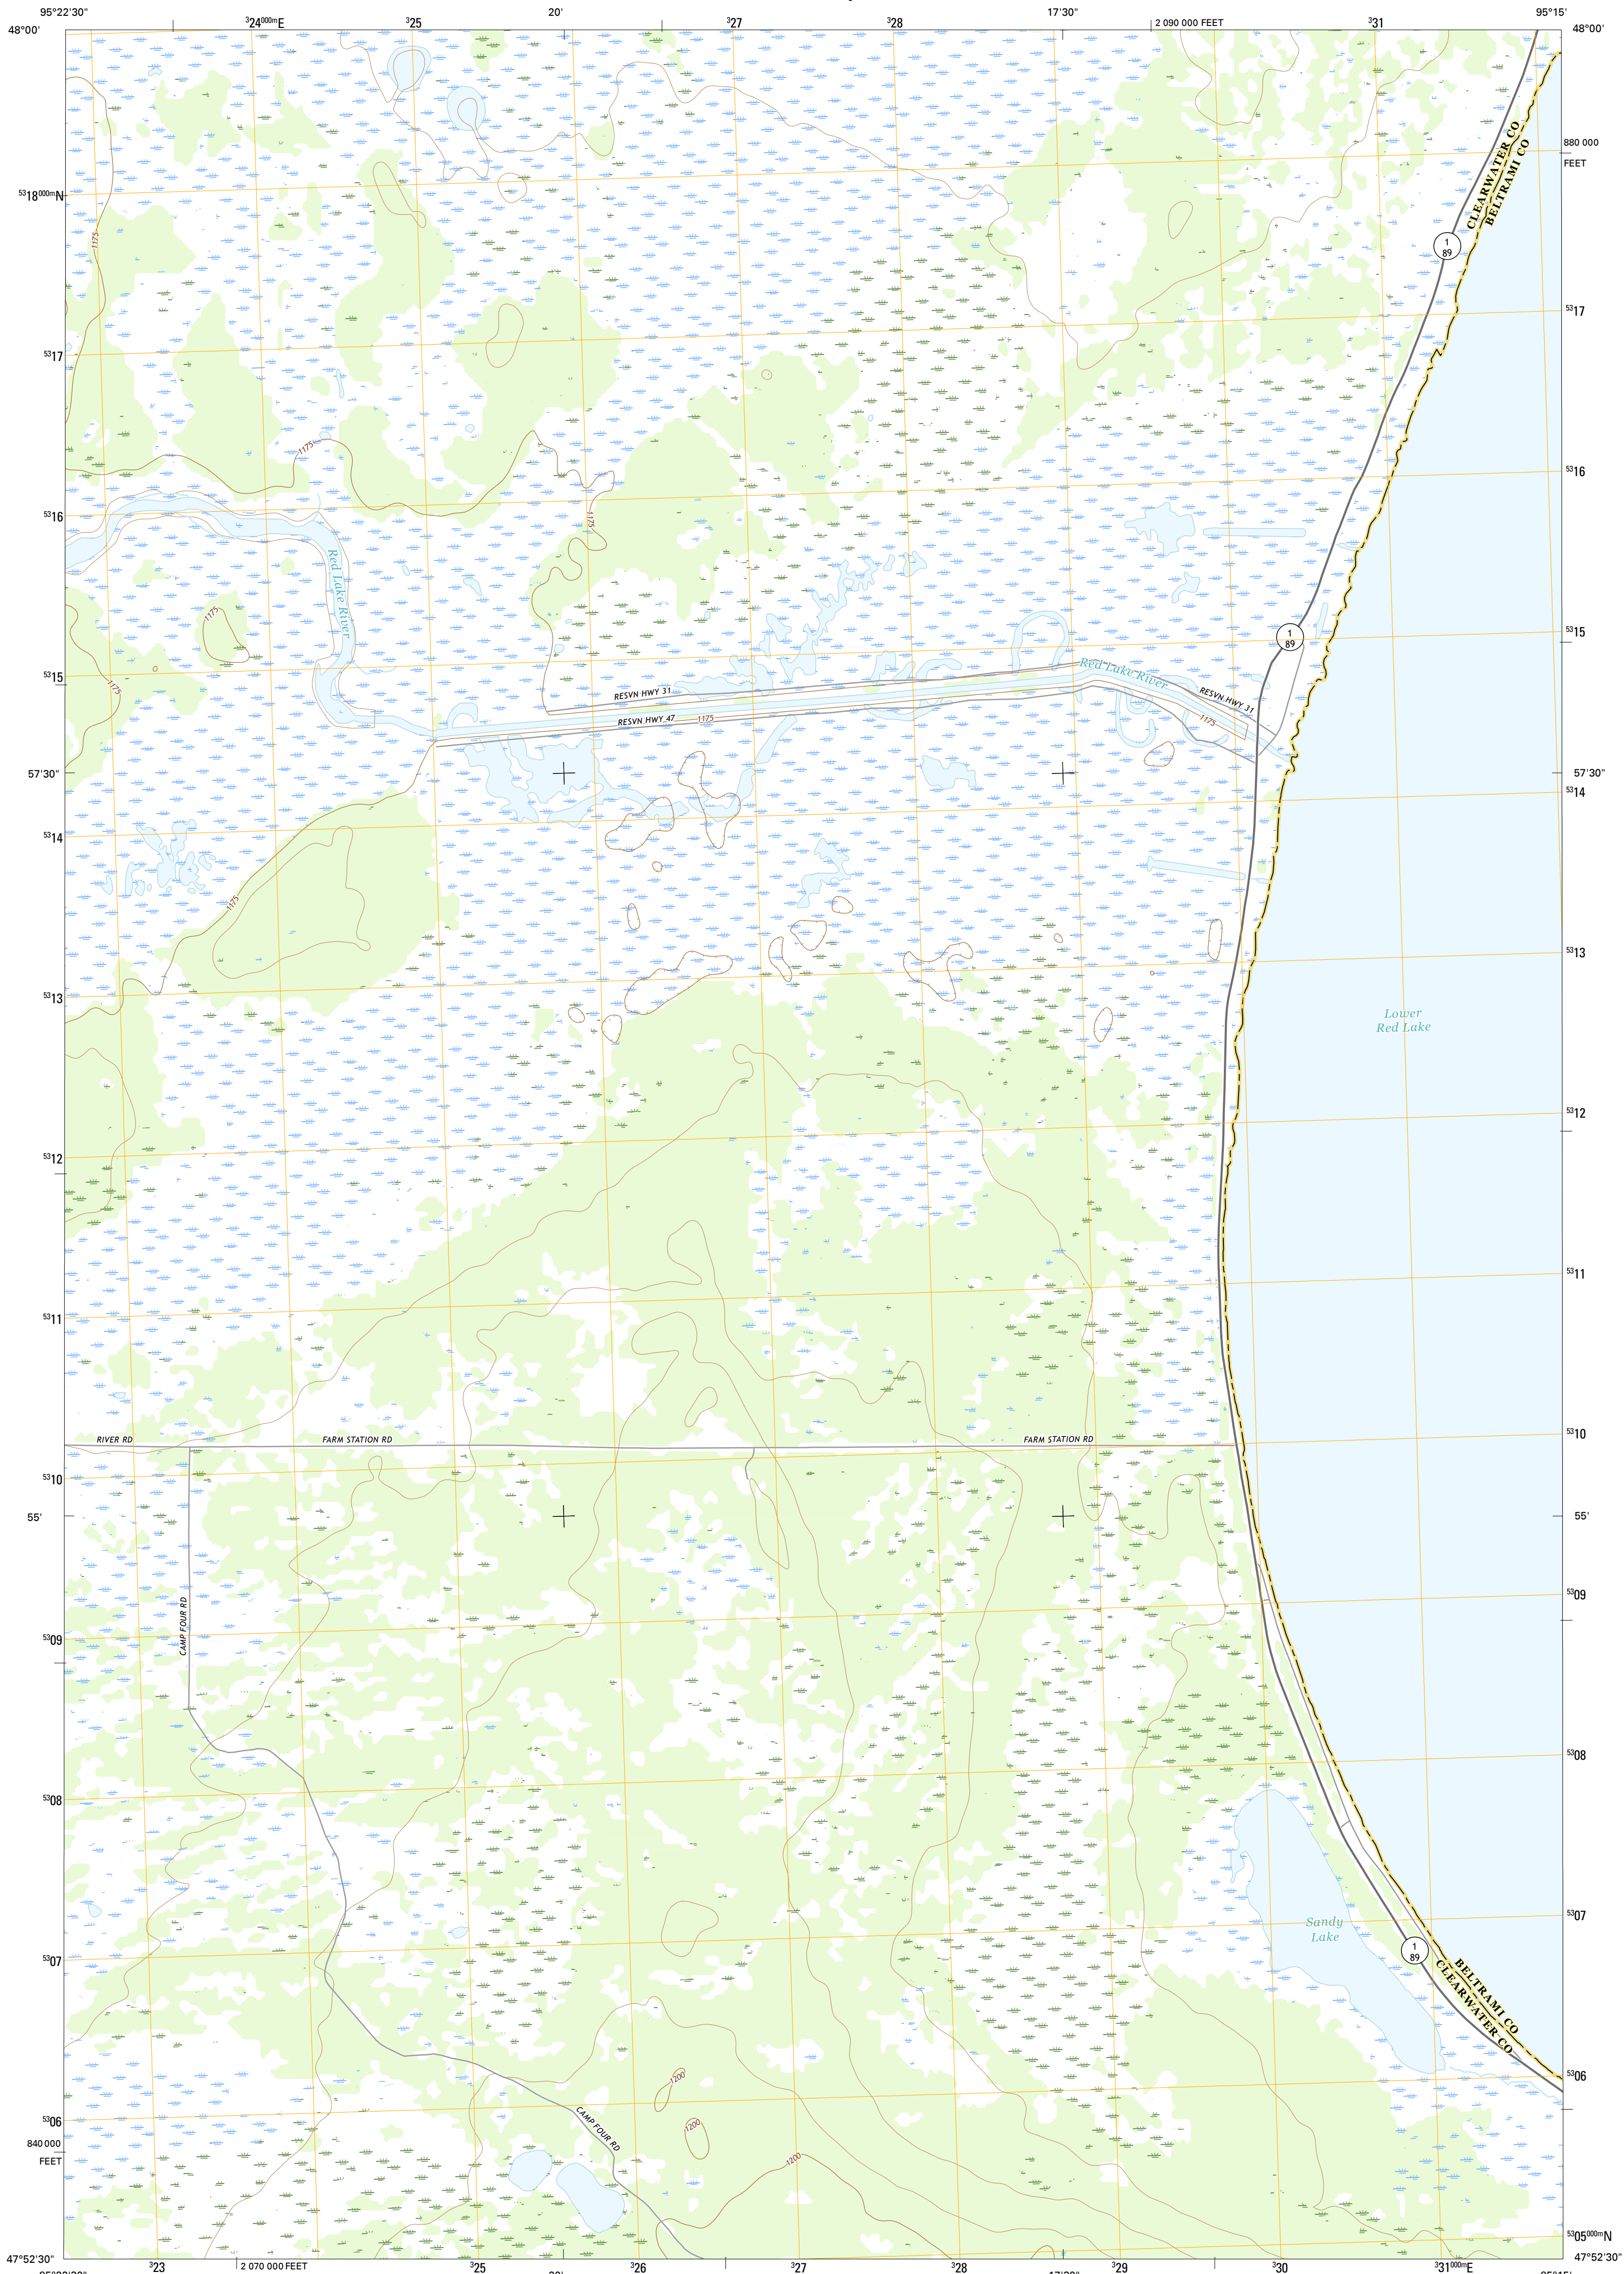 95°22'30"
³24⁰⁰⁰ᵐE
³25
20'
³27
³28
17'30"
2 090 000 FEET
³31
95°15'
48°00'
48°00'
CLEARWATER CO
BELTRAMI CO
880 000
FEET
⁵³18⁰⁰⁰ᵐN
1175
1
89
⁵³17
⁵³17
1175
⁵³16
⁵³16
1175
Red Lake River
1175
⁵³15
1
89
⁵³15
Red Lake River
1175
RESVN HWY 31
RESVN HWY 31
RESVN HWY 47
1175
1175
57'30"
57'30"
⁵³14
⁵³14
1175
⁵³13
⁵³13
Lower
Red Lake
⁵³12
⁵³12
⁵³11
⁵³11
RIVER RD
FARM STATION RD
FARM STATION RD
⁵³10
⁵³10
55'
55'
⁵³09
CAMP FOUR RD
⁵³09
⁵³08
⁵³08
⁵³07
Sandy
Lake
1
89
⁵³07
BELTRAMI CO
CLEARWATER CO
⁵³06
1200
CAMP FOUR RD
⁵³06
1200
840 000
FEET
1200
⁵³05⁰⁰⁰ᵐN
47°52'30"
47°52'30"
³23
2 070 000 FEET
³25
³26
³27
³28
³29
³30
³31⁰⁰⁰ᵐE